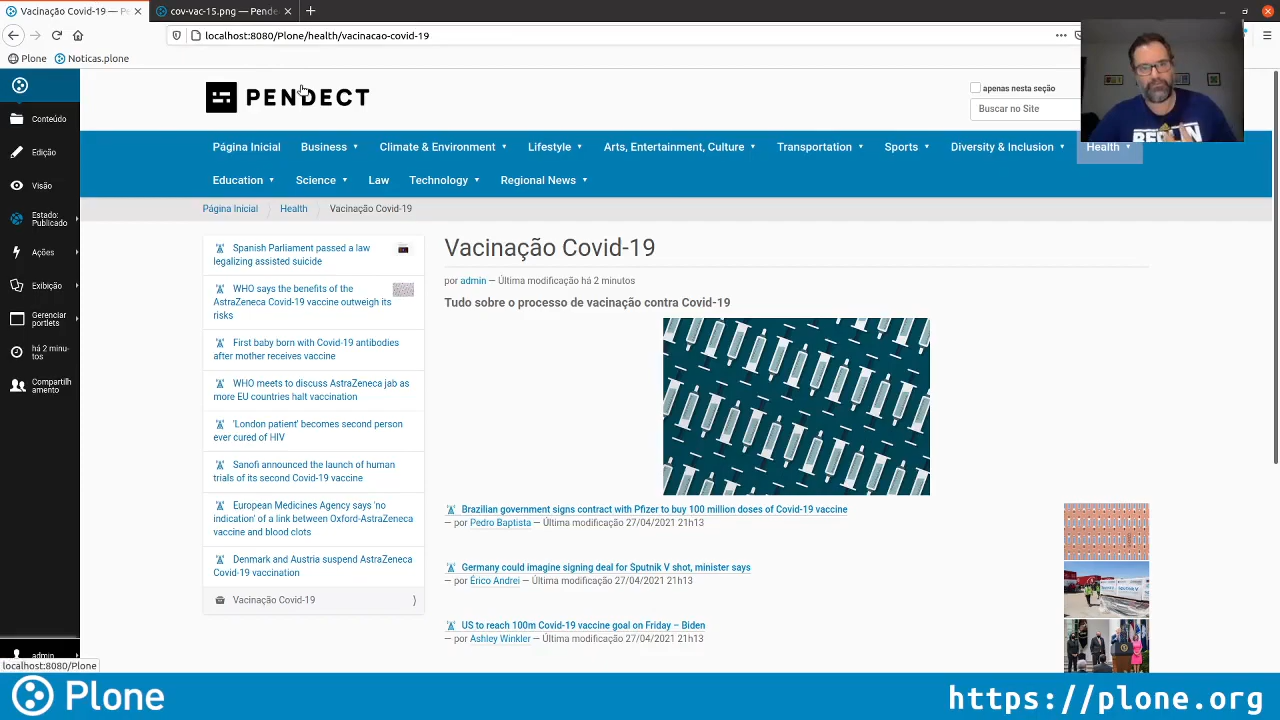 Vacinação Covid-19 — P
cov-vac-15.png — Pende
localhost:8080/Plone/health/vacinacao-covid-19
Plone
Noticas.plone
PENDECT
apenas nesta seção
Buscar no Site
Página Inicial
Business
Climate & Environment
Lifestyle
Arts, Entertainment, Culture
Transportation
Sports
Diversity & Inclusion
Health
Education
Science
Law
Technology
Regional News
Página Inicial
Health
Vacinação Covid-19
Conteúdo
Edição
Visão
Estado:
Publicado
Ações
Exibição
Gerenciar
portlets
há 2 minu-
tos
Compartilh
amento
admin
Spanish Parliament passed a law
legalizing assisted suicide
WHO says the benefits of the
AstraZeneca Covid-19 vaccine outweigh its
risks
First baby born with Covid-19 antibodies
after mother receives vaccine
WHO meets to discuss AstraZeneca jab as
more EU countries halt vaccination
'London patient' becomes second person
ever cured of HIV
Sanofi announced the launch of human
trials of its second Covid-19 vaccine
European Medicines Agency says 'no
indication' of a link between Oxford-AstraZeneca
vaccine and blood clots
Denmark and Austria suspend AstraZeneca
Covid-19 vaccination
Vacinação Covid-19
Vacinação Covid-19
por admin — Última modificação há 2 minutos
Tudo sobre o processo de vacinação contra Covid-19
Brazilian government signs contract with Pfizer to buy 100 million doses of Covid-19 vaccine
— por Pedro Baptista — Última modificação 27/04/2021 21h13
Germany could imagine signing deal for Sputnik V shot, minister says
— por Érico Andrei — Última modificação 27/04/2021 21h13
US to reach 100m Covid-19 vaccine goal on Friday – Biden
— por Ashley Winkler — Última modificação 27/04/2021 21h13
localhost:8080/Plone
Plone
https://plone.org